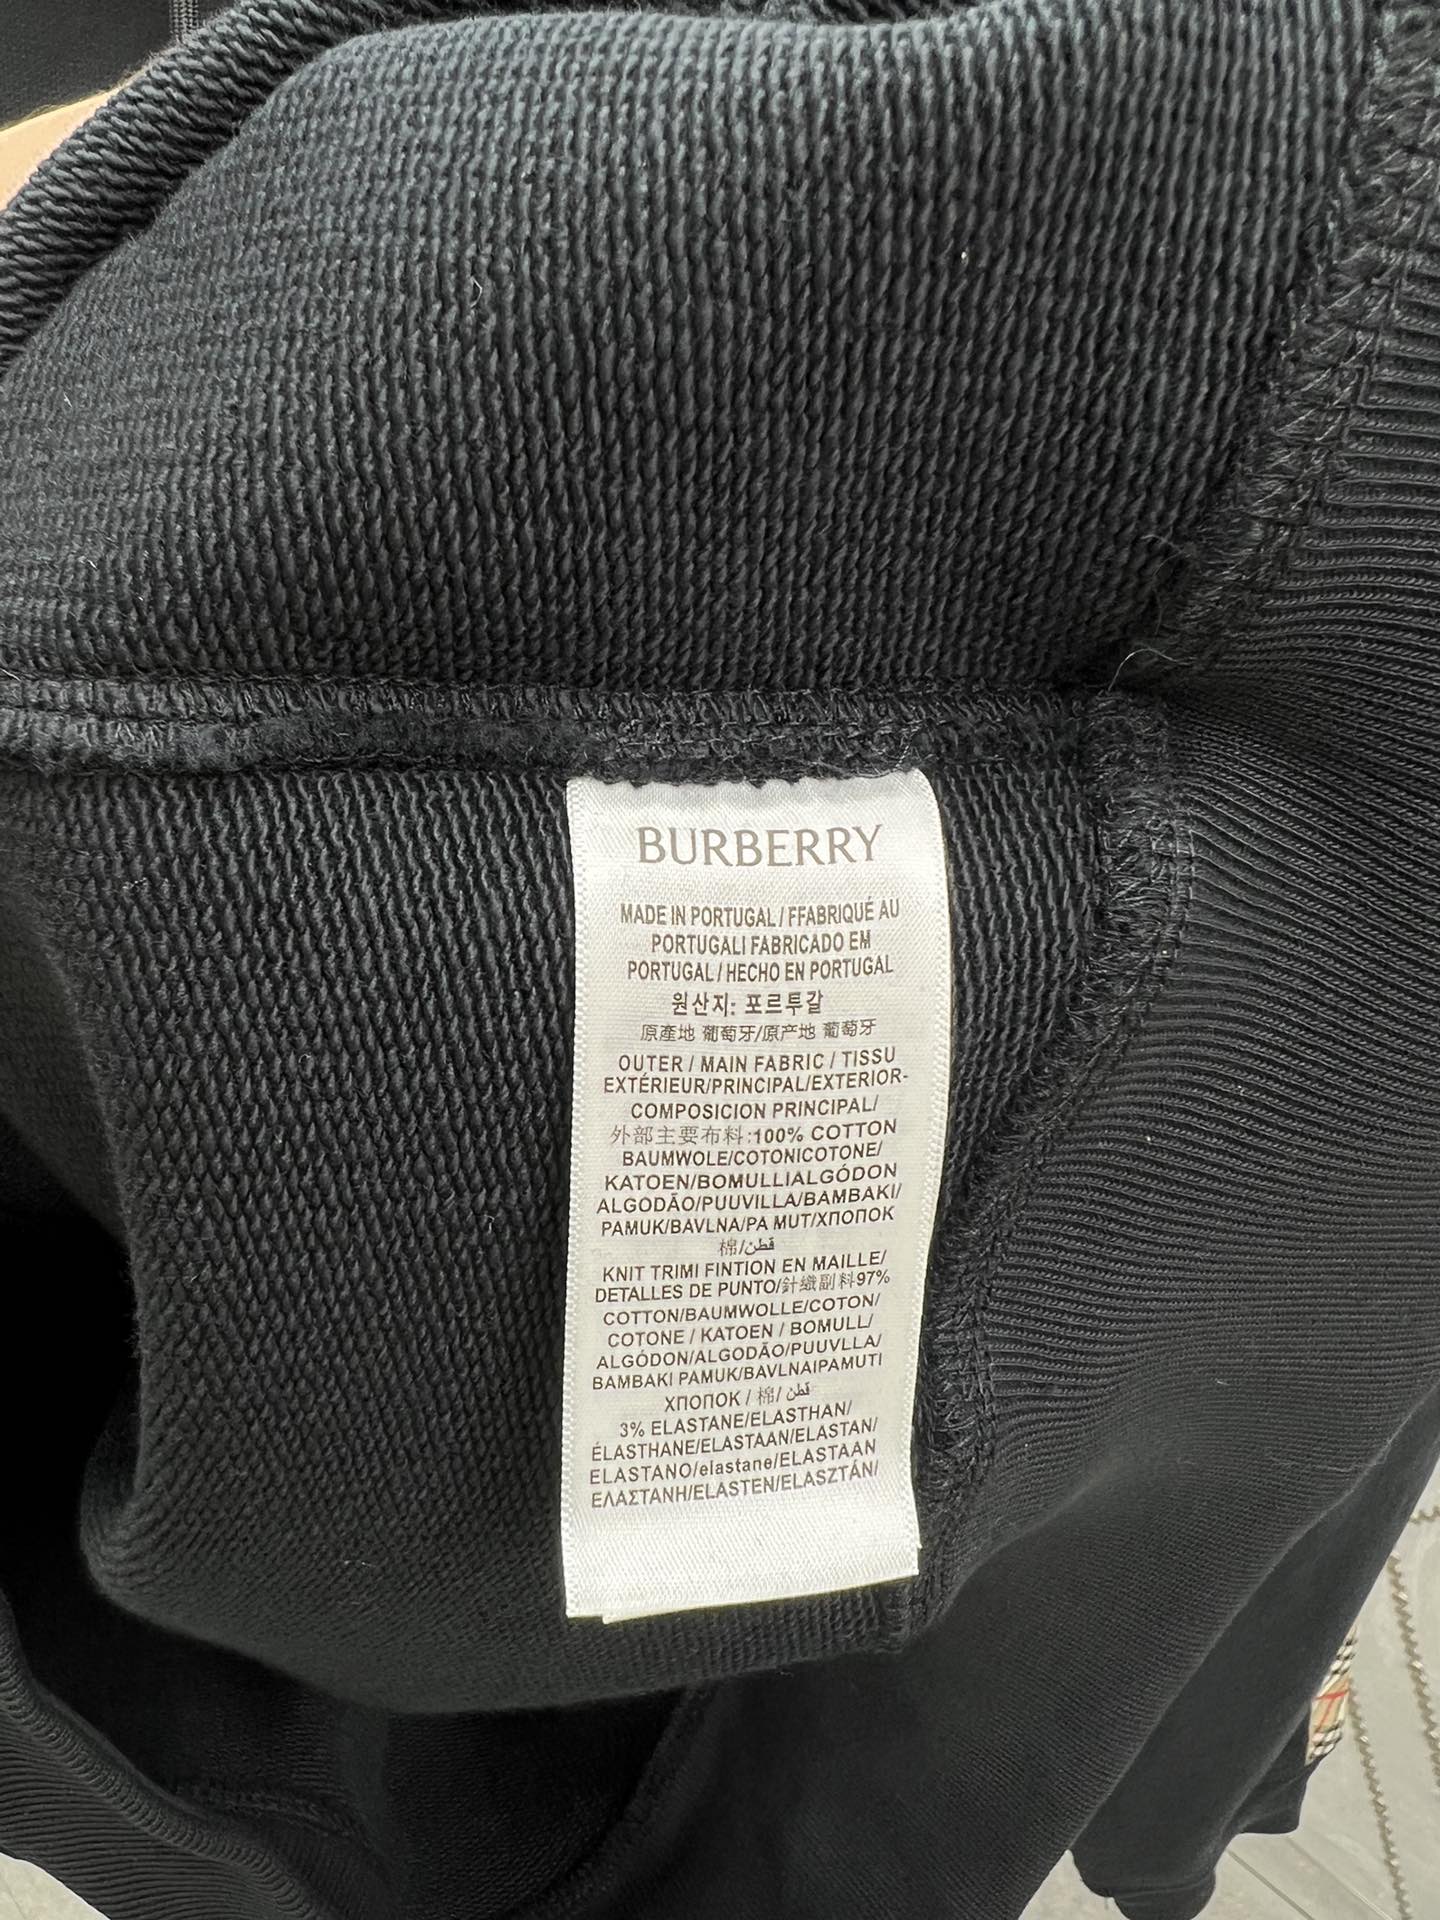 BURBERRY
MADE IN PORTUGAL / FFABRIQUÉ AU
PORTUGALI FABRICADO EM
PORTUGAL / HECHO EN PORTUGAL
원산지: 포르투갈
原產地 葡萄牙/原产地 葡萄牙
OUTER / MAIN FABRIC / TISSU
EXTÉRIEUR/PRINCIPAL/EXTERIOR-
COMPOSICION PRINCIPAL/
外部主要布料:100% COTTON
BAUMWOLE/COTONICOTONE/
KATOEN/BOMULLIALGÓDON
ALGODÃO/PUUVILLA/BAMBAKI/
PAMUK/BAVLNA/PA MUT/ΧΠΟΠΟΚ
棉/قطن
KNIT TRIMI FINTION EN MAILLE/
DETALLES DE PUNTO/針織副料97%
COTTON/BAUMWOLLE/COTON/
COTONE / KATOEN / BOMULL/
ALGÓDON/ALGODÃO/PUUVLLA/
BAMBAKI PAMUK/BAVLNAIPAMUTI
ΧΠΟΠΟΚ / 棉/ قطن
3% ELASTANE/ELASTHAN/
ÉLASTHANE/ELASTAAN/ELASTAN/
ELASTANO/elastane/ELASTAAN
ΕΛΑΣΤΑΝΗ/ELASTEN/ELASZTÁN/